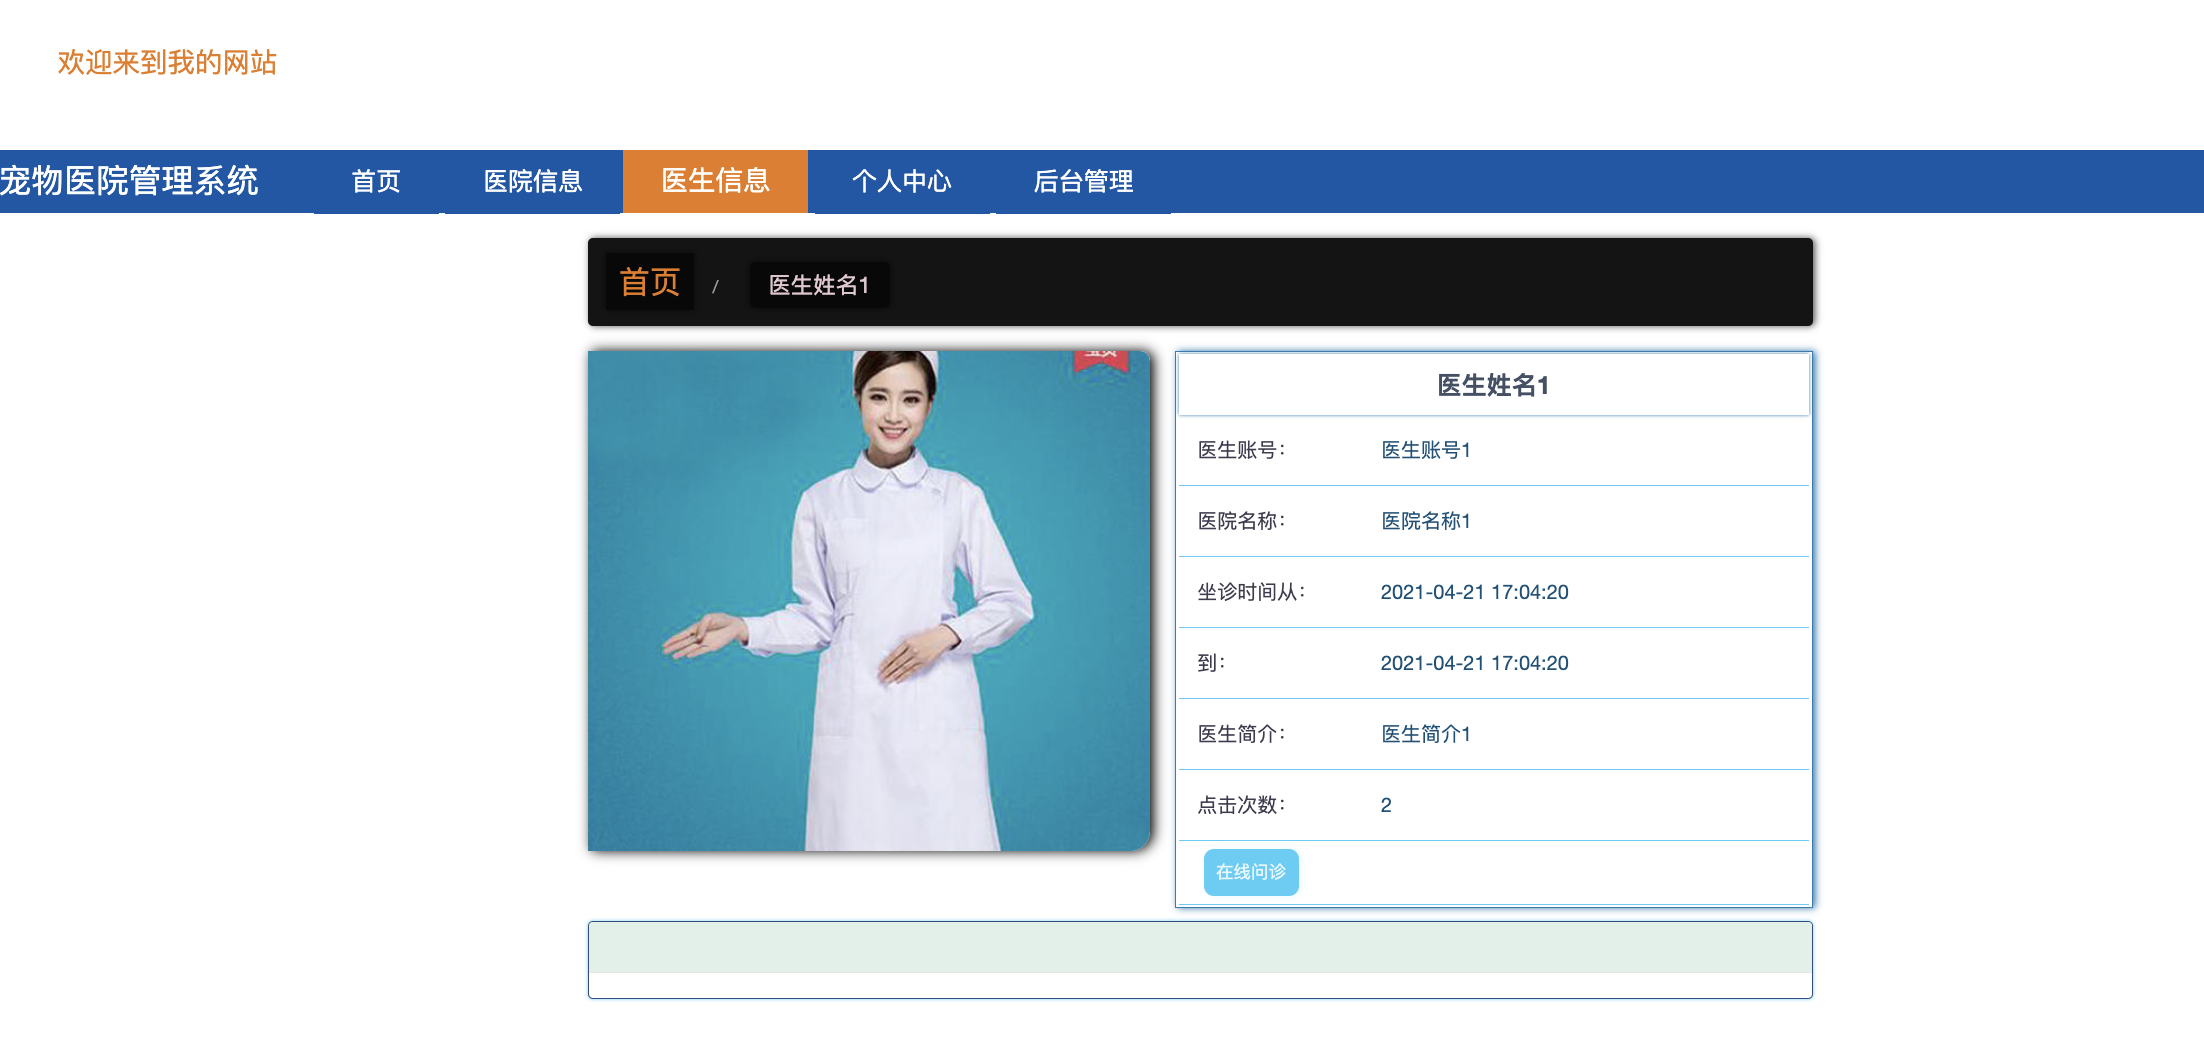 欢迎来到我的网站
宠物医院管理系统 首页 医院信息 医生信息 个人中心 后台管理
首页 / 医生姓名1
医生姓名1
医生账号： 医生账号1
医院名称： 医院名称1
坐诊时间从： 2021-04-21 17:04:20
到： 2021-04-21 17:04:20
医生简介： 医生简介1
点击次数： 2
在线问诊